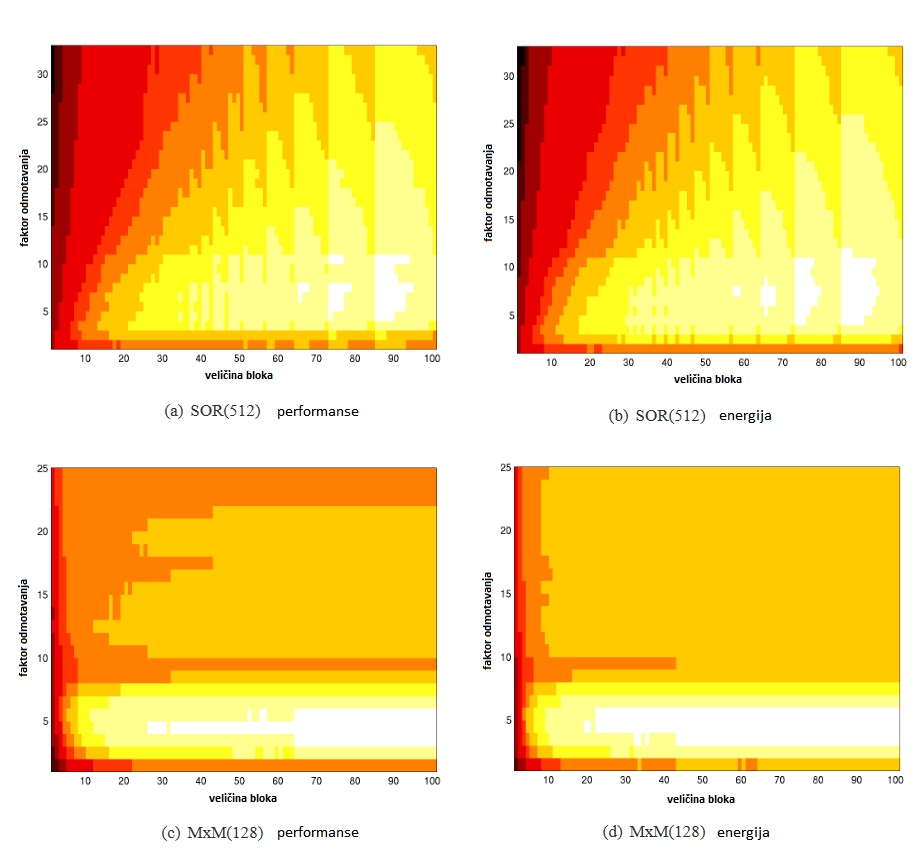 30
25
20
15
10
5
faktor odmotavanja
10 20 30 40 50 60 70 80 90 100
veličina bloka
(a) SOR(512) performanse
30
25
20
15
10
5
faktor odmotavanja
10 20 30 40 50 60 70 80 90 100
veličina bloka
(b) SOR(512) energija
25
20
15
10
5
faktor odmotavanja
10 20 30 40 50 60 70 80 90 100
veličina bloka
(c) MxM(128) performanse
25
20
15
10
5
faktor odmotavanja
10 20 30 40 50 60 70 80 90 100
veličina bloka
(d) MxM(128) energija